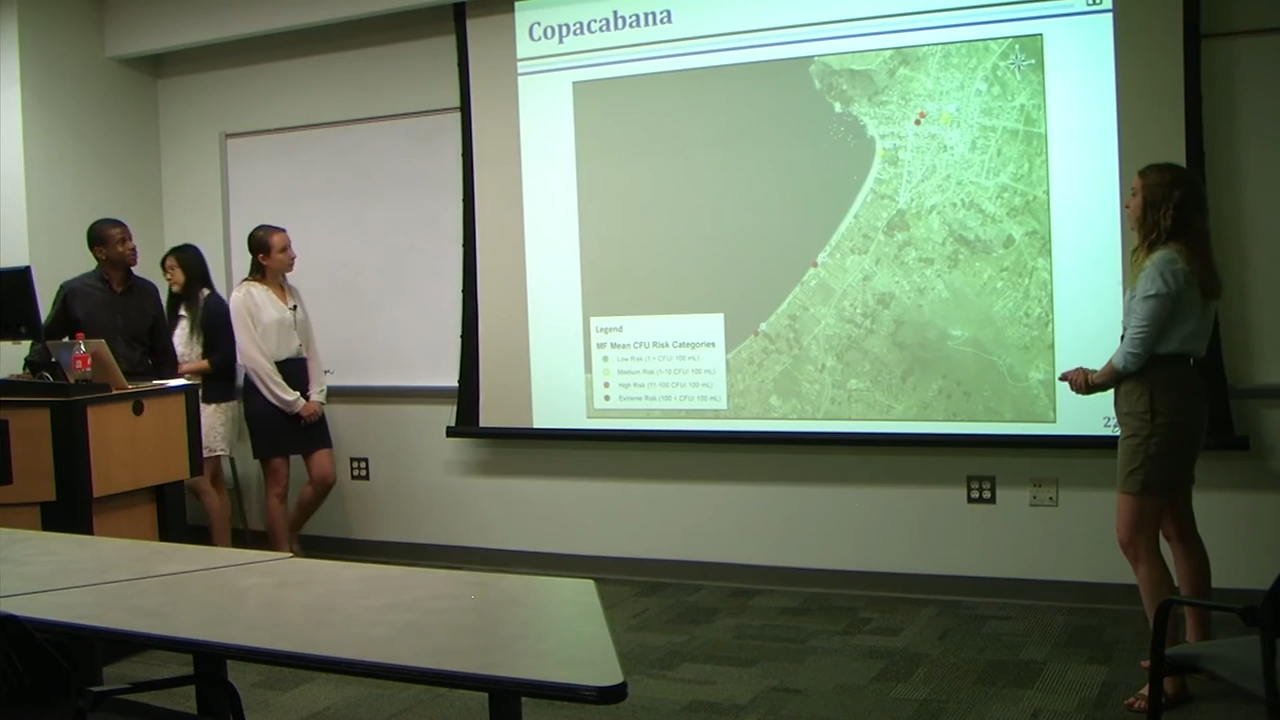 Copacabana
Legend
MF Mean CFU Risk Categories
Low Risk (1 < CFU/ 100 mL)
Medium Risk (1-10 CFU/ 100 mL)
High Risk (11-100 CFU/ 100 mL)
Extreme Risk (100 < CFU/ 100 mL)